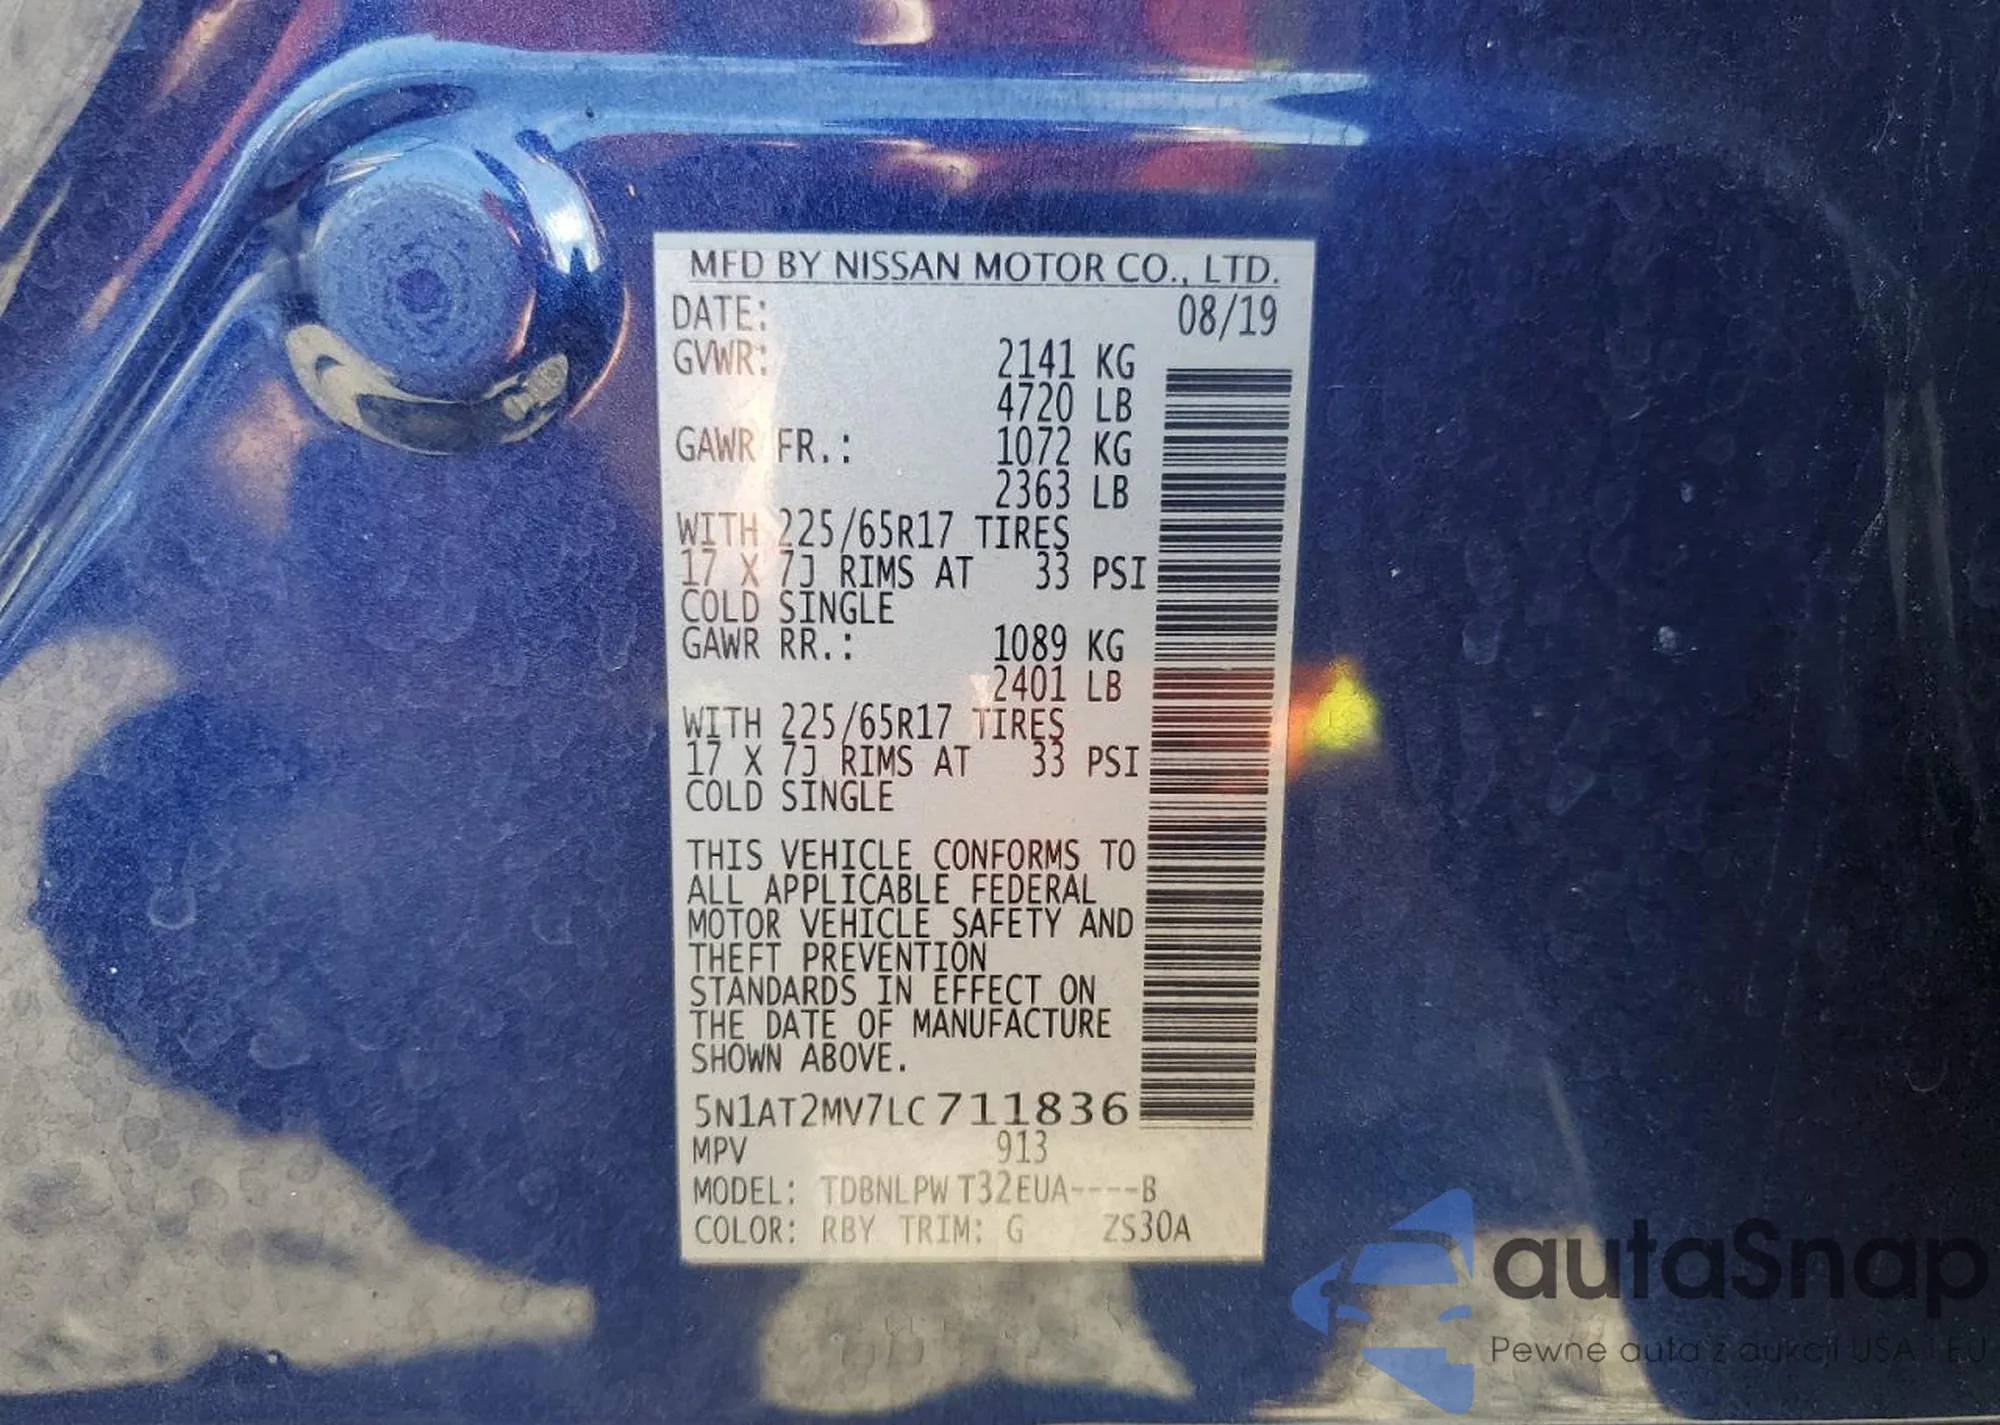 MFD BY NISSAN MOTOR CO., LTD.
DATE: 08/19
GVWR: 2141 KG
4720 LB
GAWR FR.: 1072 KG
2363 LB
WITH 225/65R17 TIRES
17 X 7J RIMS AT 33 PSI
COLD SINGLE
GAWR RR.: 1089 KG
2401 LB
WITH 225/65R17 TIRES
17 X 7J RIMS AT 33 PSI
COLD SINGLE
THIS VEHICLE CONFORMS TO
ALL APPLICABLE FEDERAL
MOTOR VEHICLE SAFETY AND
THEFT PREVENTION
STANDARDS IN EFFECT ON
THE DATE OF MANUFACTURE
SHOWN ABOVE.
5N1AT2MV7LC711836
MPV 913
MODEL: TDBNLPW T32EUA----B
COLOR: RBY TRIM: G ZS30A
autaSnap
Pewne auta z aukcji USA i EU